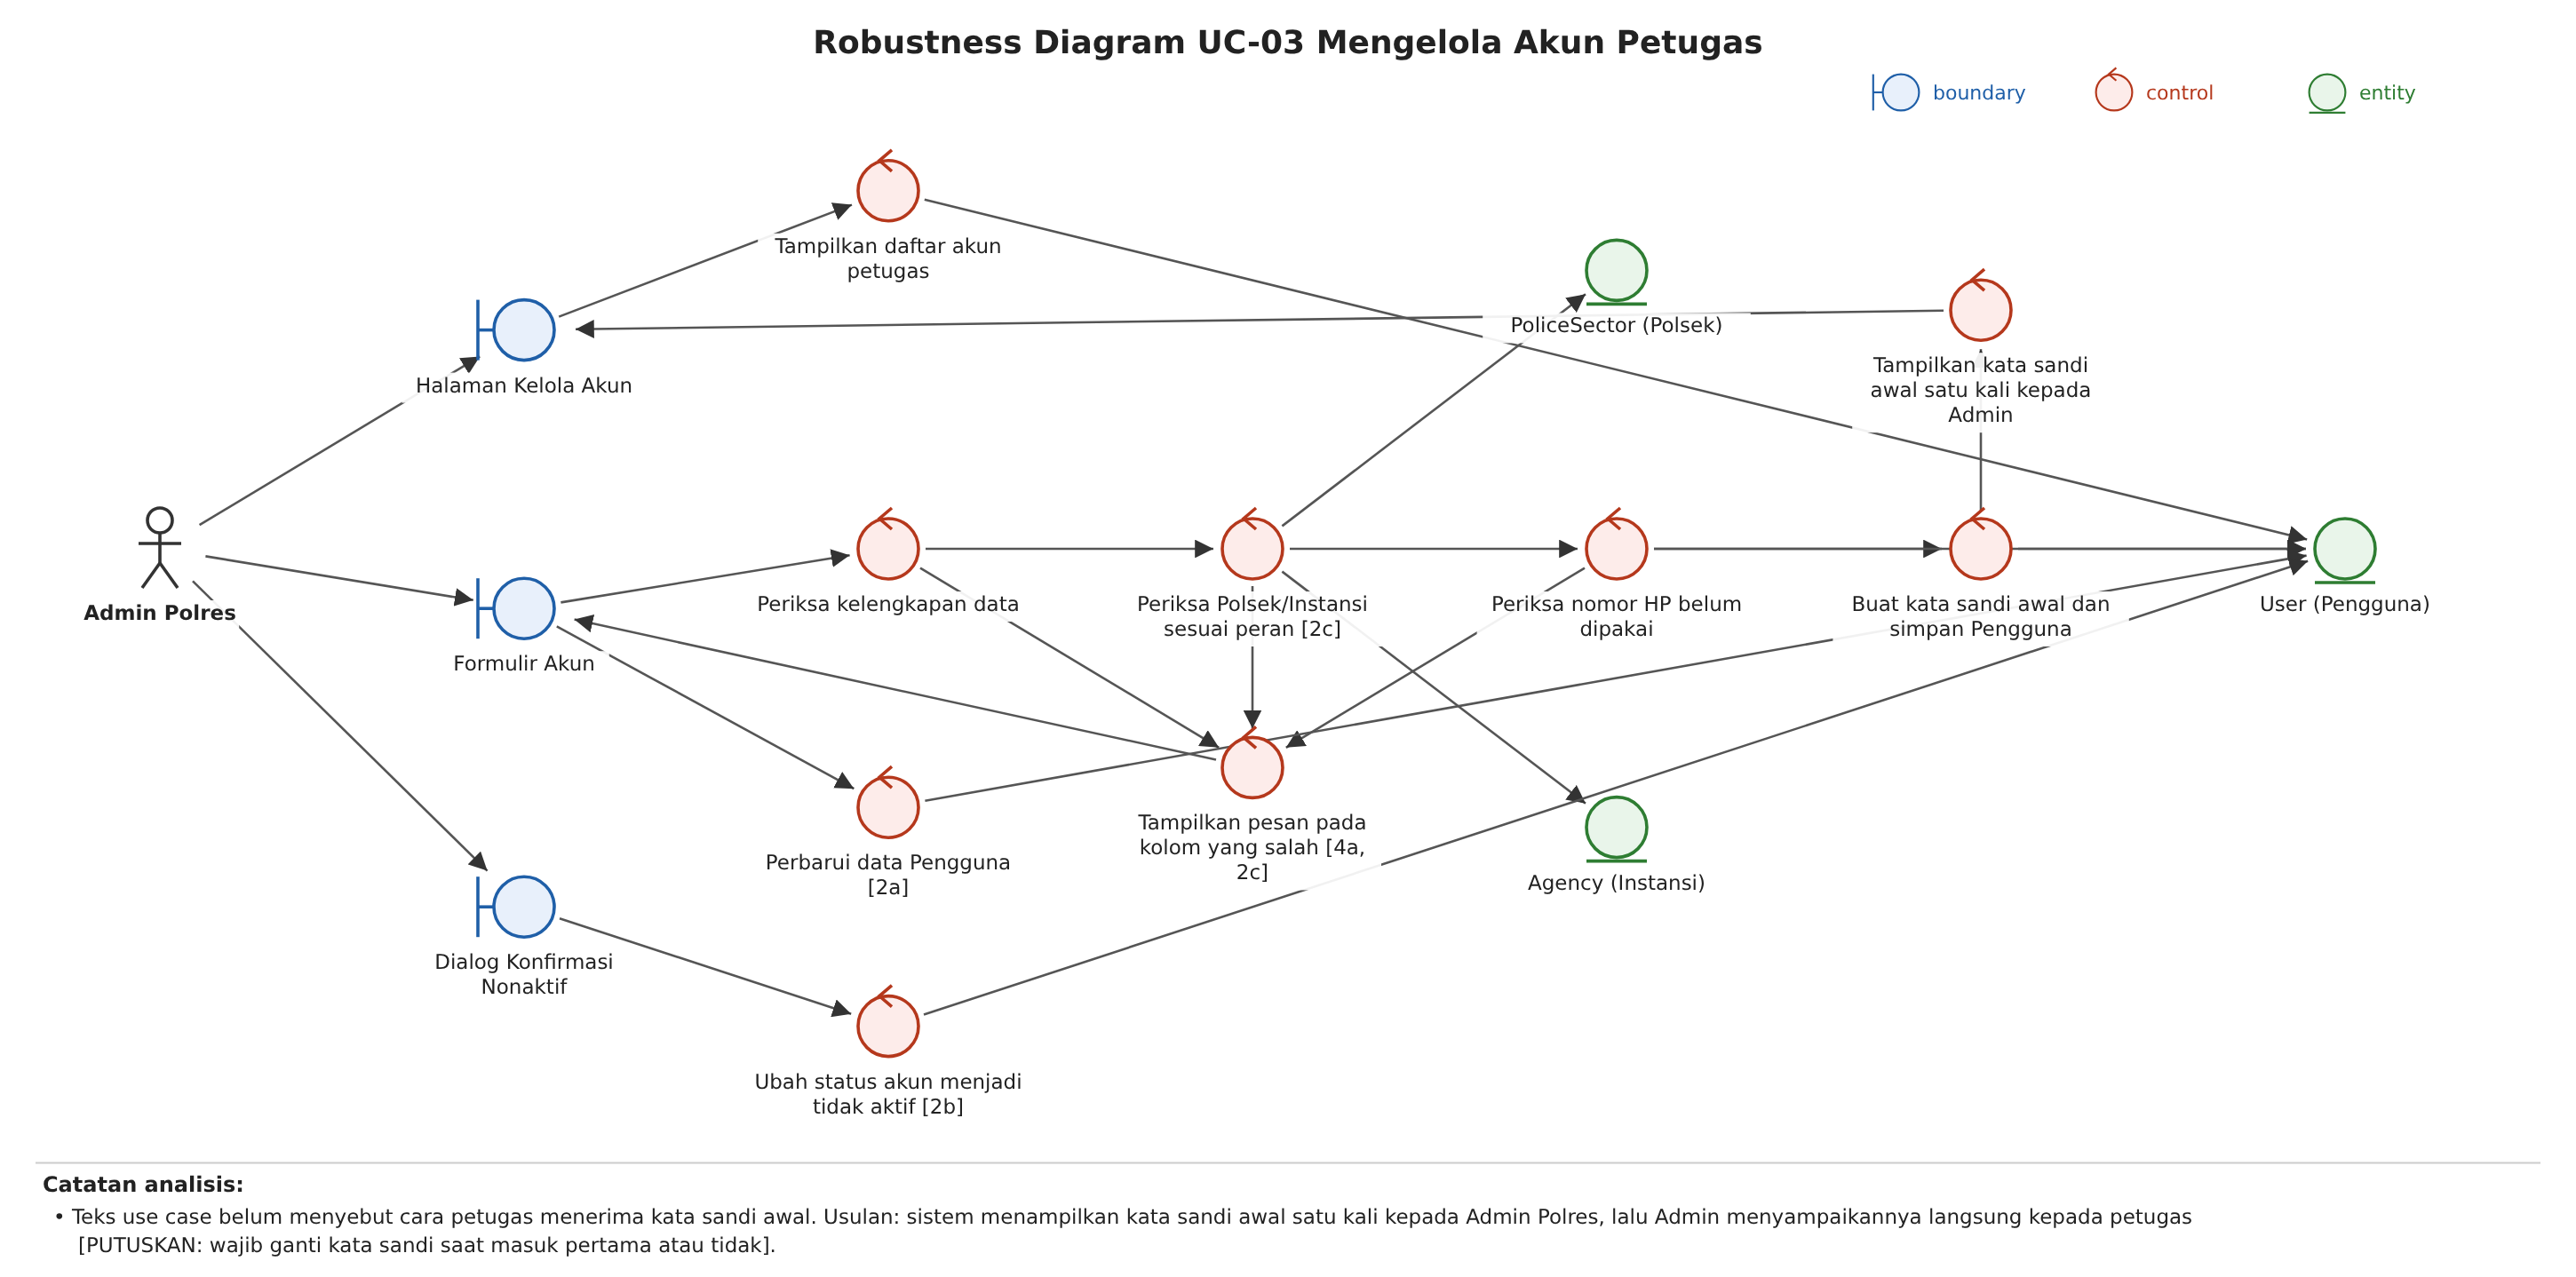 Robustness Diagram UC-03 Mengelola Akun Petugas
boundary
control
entity
Tampilkan daftar akun
petugas
PoliceSector (Polsek)
Tampilkan kata sandi
awal satu kali kepada
Admin
Halaman Kelola Akun
Admin Polres
Formulir Akun
Periksa kelengkapan data
Periksa Polsek/Instansi
sesuai peran [2c]
Periksa nomor HP belum
dipakai
Buat kata sandi awal dan
simpan Pengguna
User (Pengguna)
Perbarui data Pengguna
[2a]
Tampilkan pesan pada
kolom yang salah [4a,
2c]
Agency (Instansi)
Dialog Konfirmasi
Nonaktif
Ubah status akun menjadi
tidak aktif [2b]
Catatan analisis:
• Teks use case belum menyebut cara petugas menerima kata sandi awal. Usulan: sistem menampilkan kata sandi awal satu kali kepada Admin Polres, lalu Admin menyampaikannya langsung kepada petugas
[PUTUSKAN: wajib ganti kata sandi saat masuk pertama atau tidak].